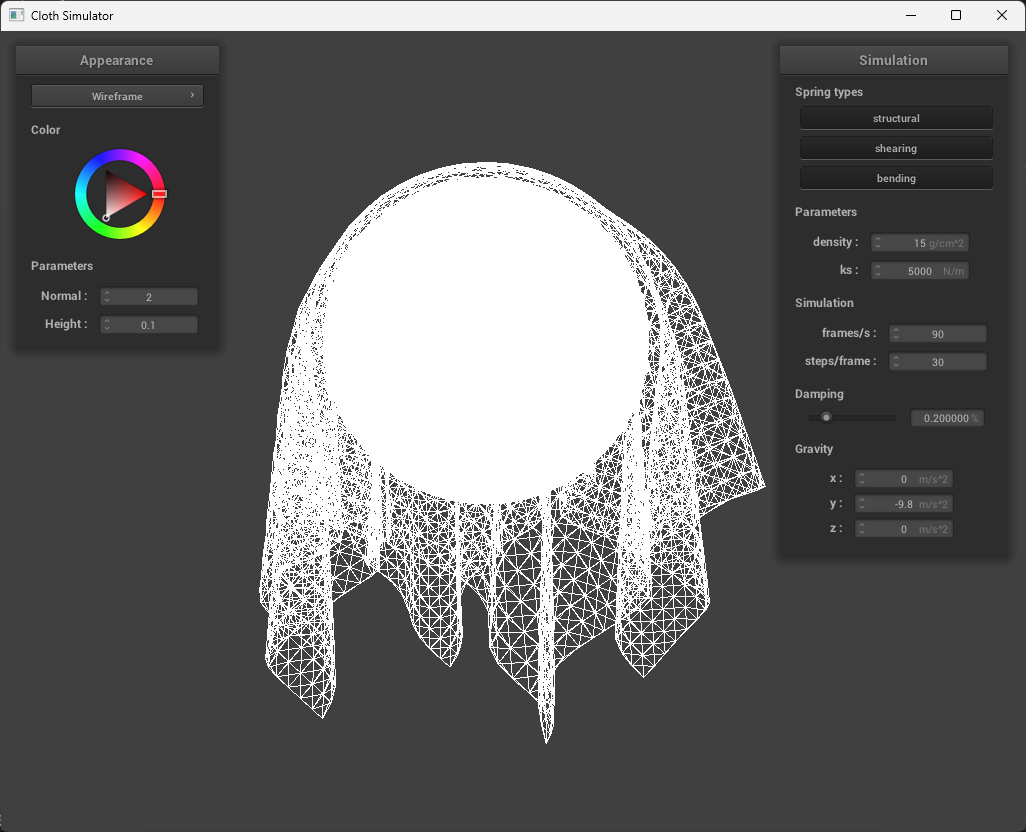 Cloth Simulator
Appearance
Wireframe
Color
Parameters
Normal : 2
Height : 0.1
Simulation
Spring types
structural
shearing
bending
Parameters
density : 15 g/cm^2
ks : 5000 N/m
Simulation
frames/s : 90
steps/frame : 30
Damping
0.200000 %
Gravity
x : 0 m/s^2
y : -9.8 m/s^2
z : 0 m/s^2